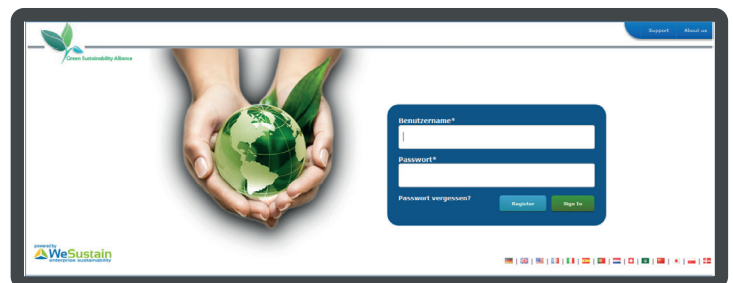 Support About us
Green Sustainability Alliance
Benutzername*
Passwort*
Passwort vergessen?
Register Sign In
powered by
WeSustain
enterprise sustainability